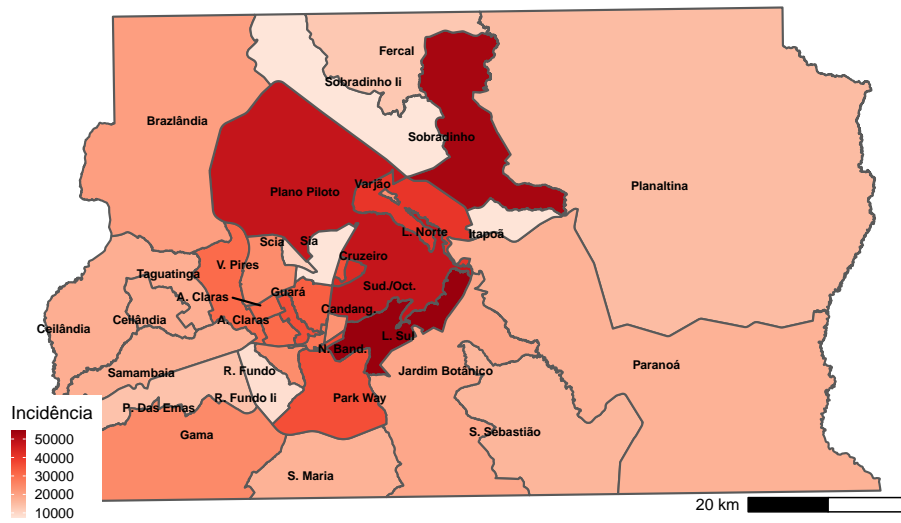 Fercal
Sobradinho Ii
Brazlândia
Sobradinho
Varjão
Planaltina
Plano Piloto
L. Norte
Itapoã
Scia
Sia
Cruzeiro
V. Pires
Taguatinga
Sud./Oct.
Guará
A. Claras
Candang.
Ceilândia
A. Claras
Ceilândia
L. Sul
N. Band.
Paranoá
Samambaia
R. Fundo
Jardim Botânico
R. Fundo Ii
Park Way
P. Das Emas
Gama
S. Sebastião
S. Maria
Incidência
50000
40000
30000
20000
10000
20 km